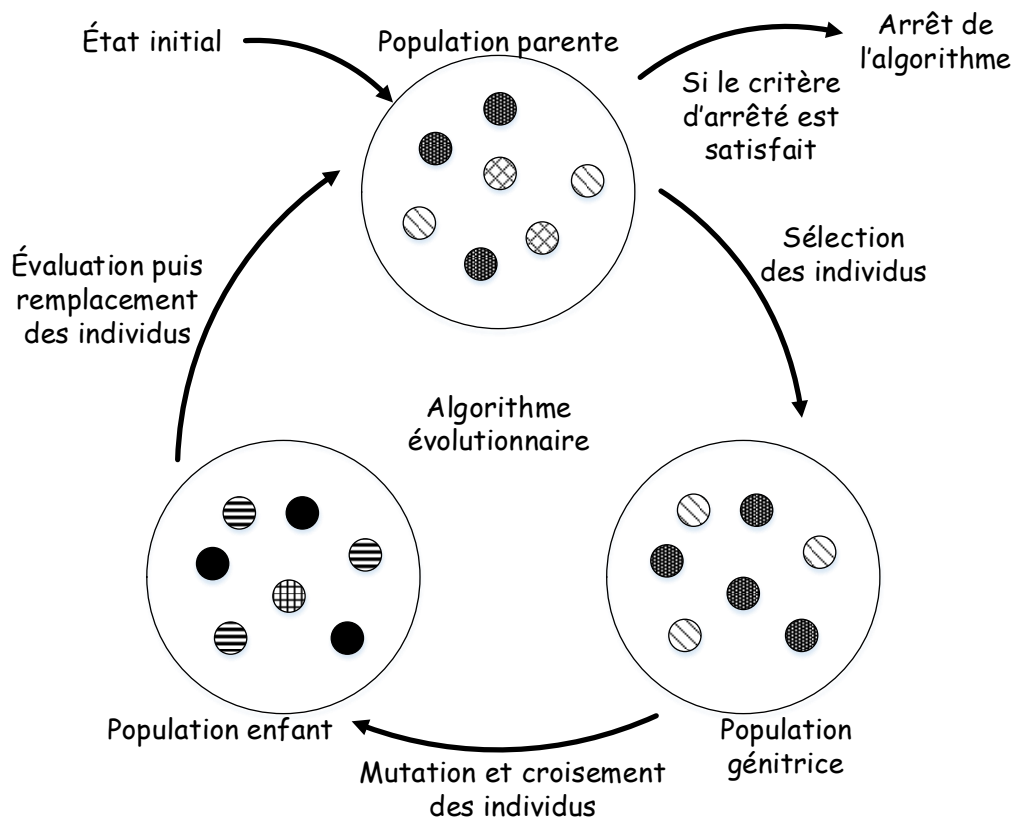 État initial
Population parente
Arrêt de
l'algorithme
Si le critère
d'arrêté est
satisfait
Sélection
des individus
Évaluation puis
remplacement
des individus
Algorithme
évolutionnaire
Population enfant
Population
génitrice
Mutation et croisement
des individus